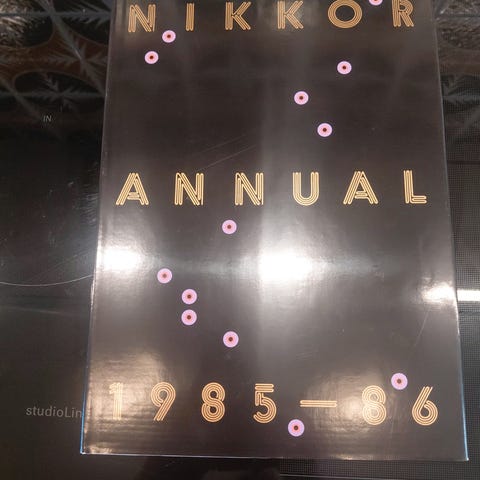 NIKKOR
IN
ANNUAL
studioLin
1985-86